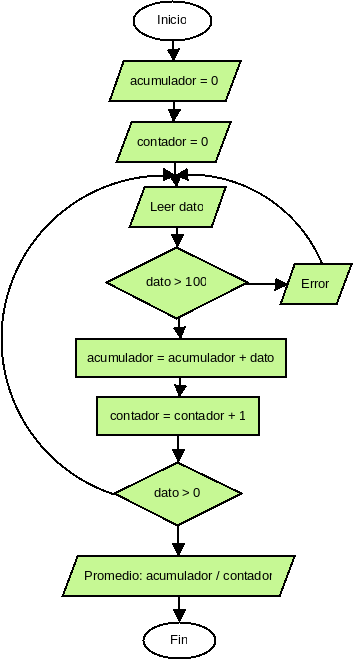 Inicio
acumulador = 0
contador = 0
Leer dato
dato > 100
Error
acumulador = acumulador + dato
contador = contador + 1
dato > 0
Promedio: acumulador / contador
Fin